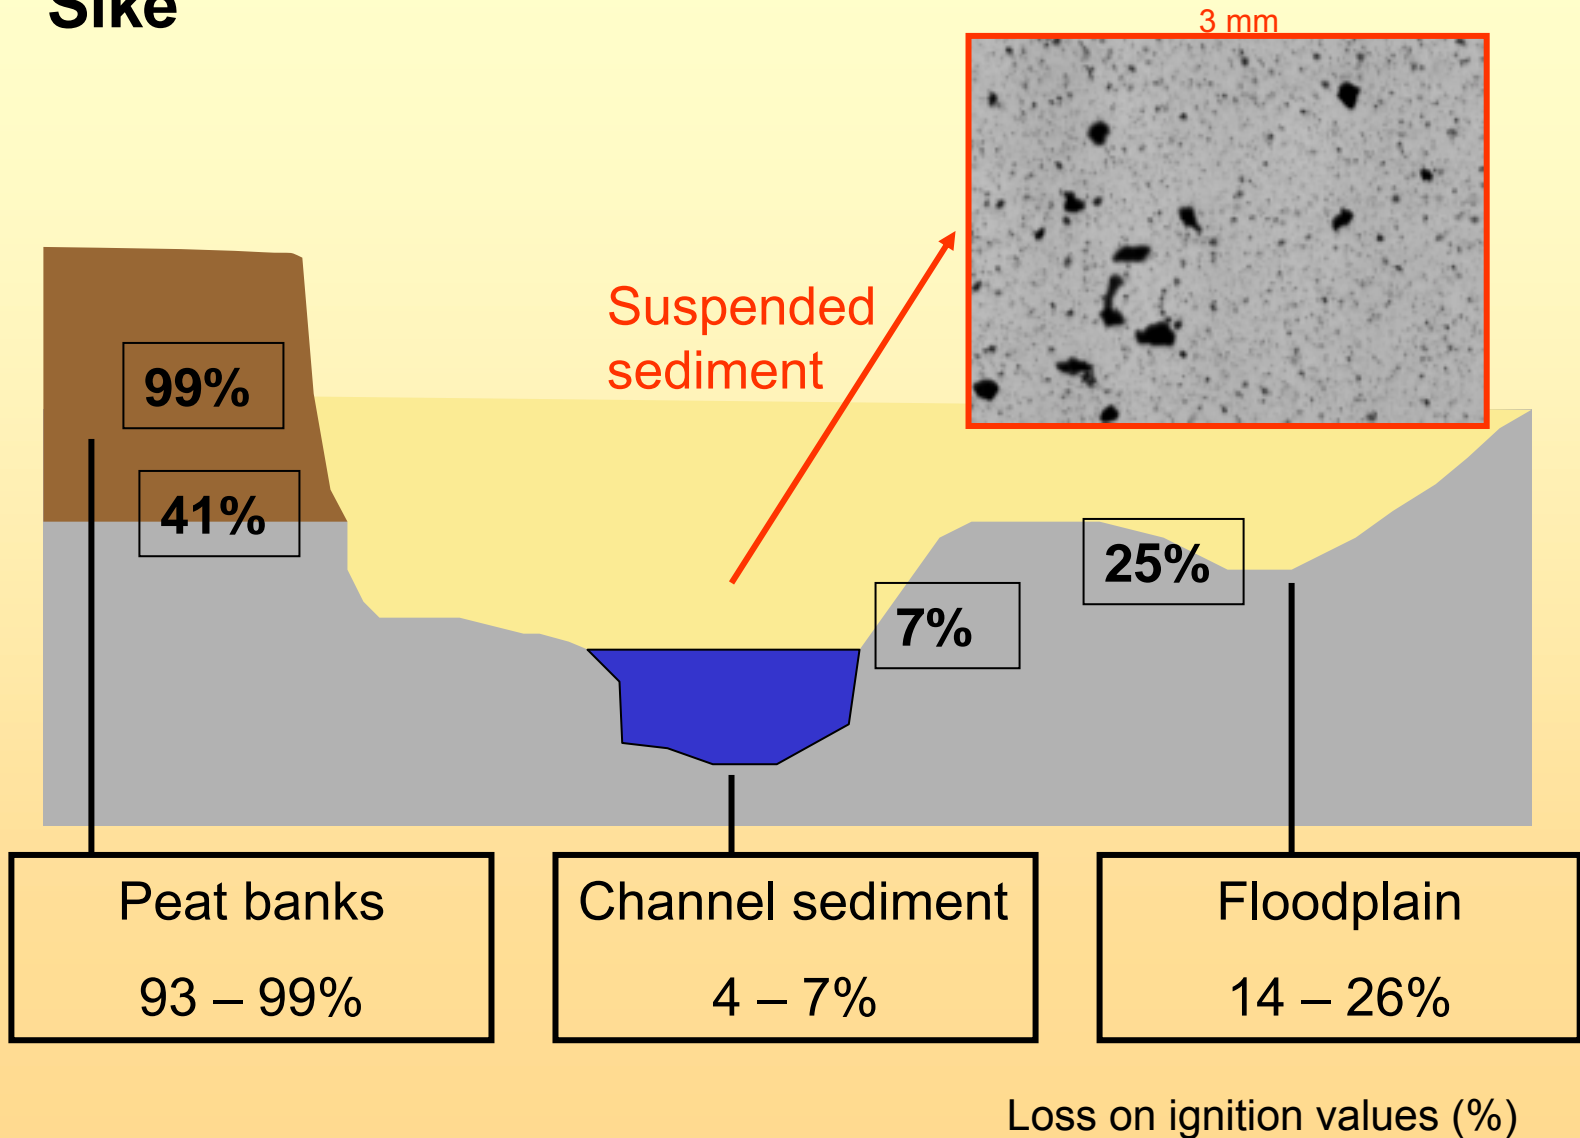 Sike
3 mm
Suspended
sediment
99%
41%
25%
7%
Peat banks
93 – 99%
Channel sediment
4 – 7%
Floodplain
14 – 26%
Loss on ignition values (%)